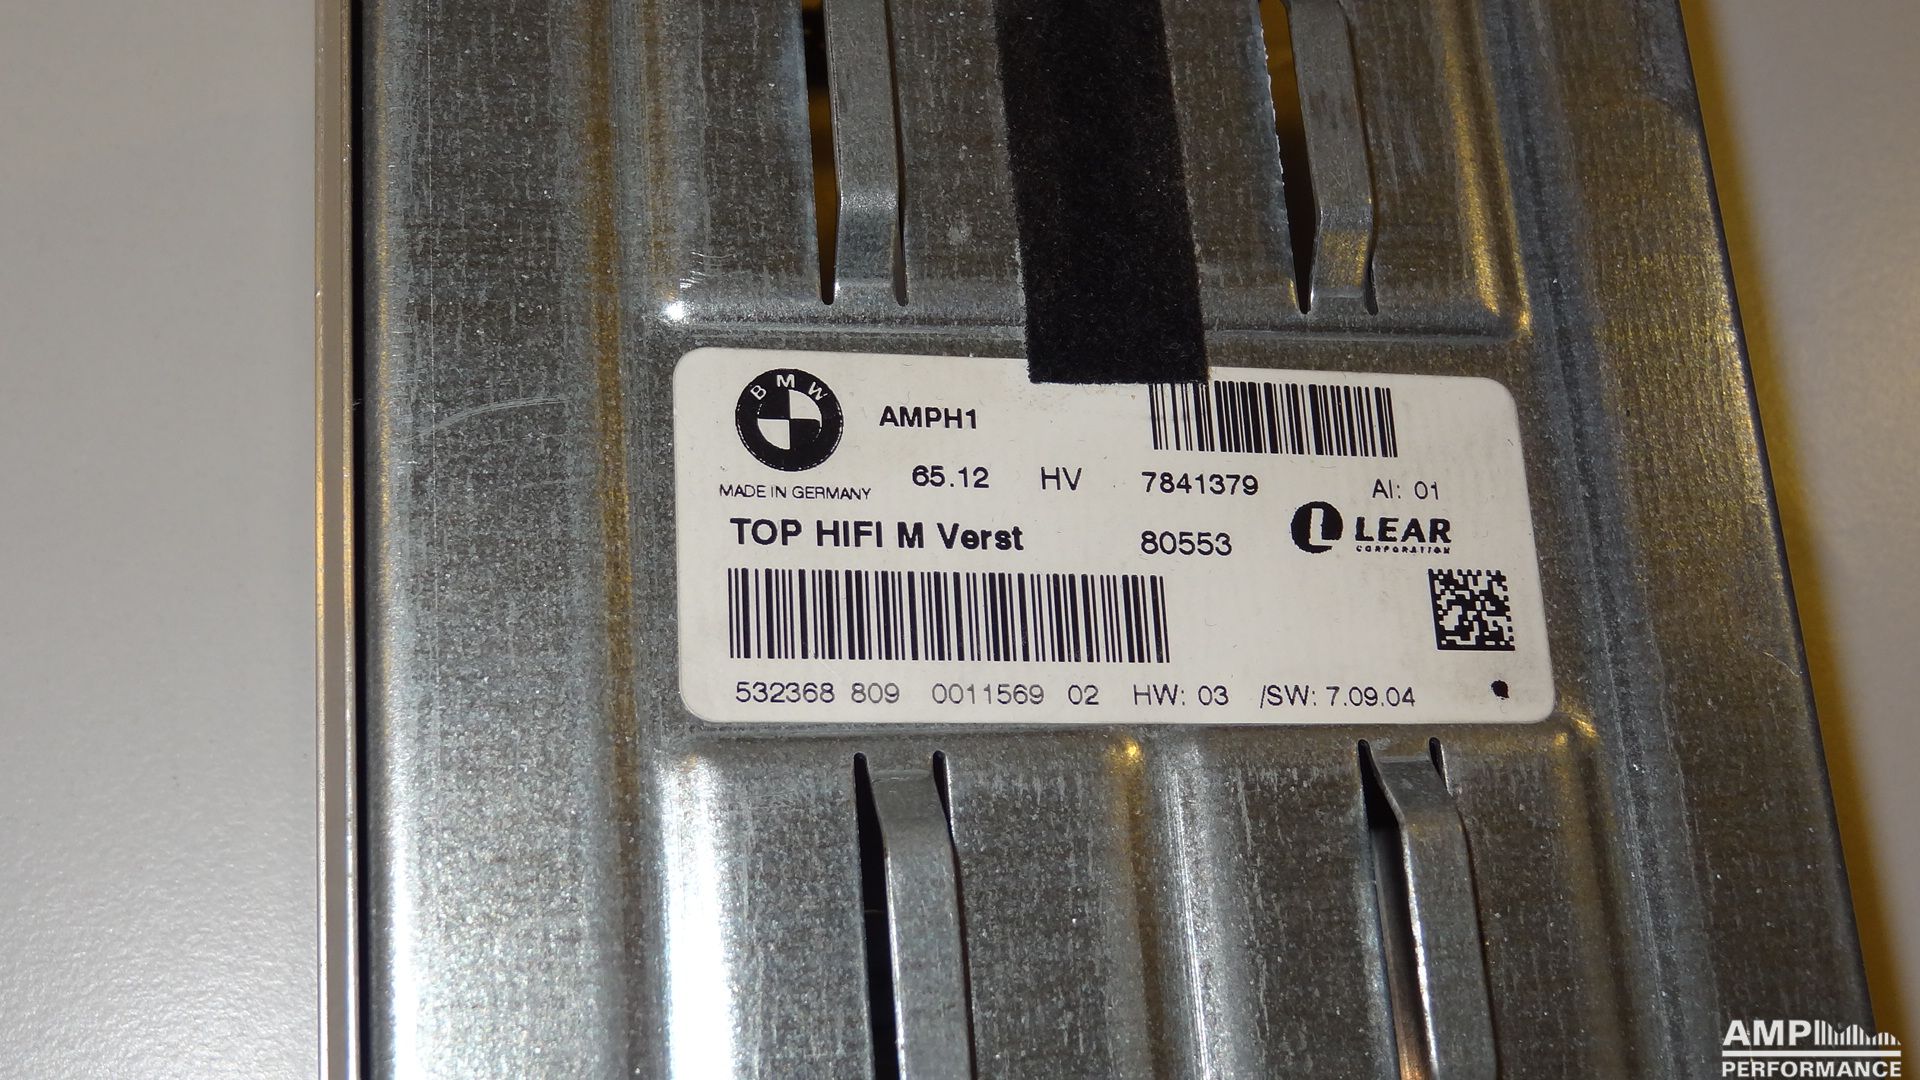 BMW AMPH1
MADE IN GERMANY 65.12 HV 7841379 AI: 01
TOP HIFI M Verst 80553 LEAR
CORPORATION
532368 809 0011569 02 HW: 03 /SW: 7.09.04
AMP
PERFORMANCE